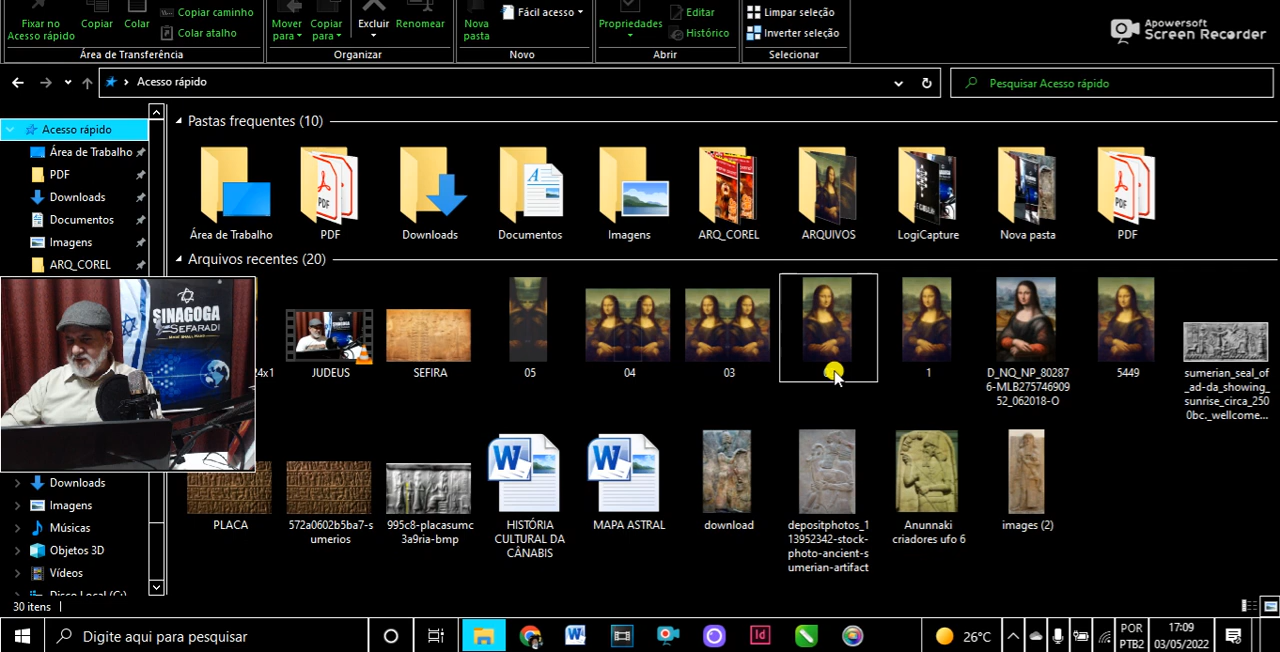 Fixar no
Acesso rápido
Copiar
Colar
Copiar caminho
Colar atalho
Área de Transferência
Mover
para
Copiar
para
Excluir
Renomear
Organizar
Nova
pasta
Fácil acesso
Novo
Propriedades
Editar
Histórico
Abrir
Limpar seleção
Inverter seleção
Selecionar
Apowersoft
Screen Recorder
Acesso rápido
Pesquisar Acesso rápido
Acesso rápido
Área de Trabalho
PDF
Downloads
Documentos
Imagens
ARQ_COREL
Pastas frequentes (10)
Área de Trabalho
PDF
Downloads
Documentos
Imagens
ARQ_COREL
ARQUIVOS
LogiCapture
Nova pasta
PDF
Arquivos recentes (20)
24x1
JUDEUS
SEFIRA
05
04
03
1
D_NQ_NP_80287
6-MLB275746909
52_062018-O
5449
sumerian_seal_of
_ad-da_showing_
sunrise_circa_250
0bc._wellcome...
SINAGOGA
SEFARADI
PLACA
572a0602b5ba7-s
umerios
995c8-placasumc
3a9ria-bmp
HISTÓRIA
CULTURAL DA
CÂNABIS
MAPA ASTRAL
download
depositphotos_1
13952342-stock-
photo-ancient-s
umerian-artifact
Anunnaki
criadores ufo 6
images (2)
Downloads
Imagens
Músicas
Objetos 3D
Vídeos
Disco Local (C:)
30 itens
Digite aqui para pesquisar
26°C
POR
PTB2
17:09
03/05/2022